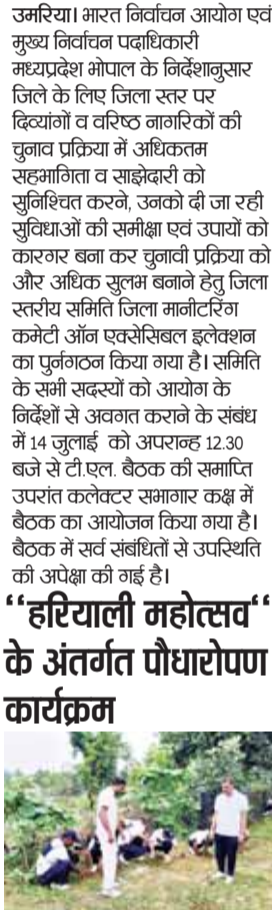 उमरिया। भारत निर्वाचन आयोग एवं
मुख्य निर्वाचन पदाधिकारी
मध्यप्रदेश भोपाल के निर्देशानुसार
जिले के लिए जिला स्तर पर
दिव्यांगों व वरिष्ठ नागरिकों की
चुनाव प्रक्रिया में अधिकतम
सहभागिता व साझेदारी को
सुनिश्चित करने, उनको दी जा रही
सुविधाओं की समीक्षा एवं उपायों को
कारगर बना कर चुनावी प्रक्रिया को
और अधिक सुलभ बनाने हेतु जिला
स्तरीय समिति जिला मानीटरिंग
कमेटी ऑन एक्सेसिबल इलेक्शन
का पुर्नगठन किया गया है। समिति
के सभी सदस्यों को आयोग के
निर्देशों से अवगत कराने के संबंध
में 14 जुलाई को अपरान्ह 12.30
बजे से टी.एल. बैठक की समाप्ति
उपरांत कलेक्टर सभागार कक्ष में
बैठक का आयोजन किया गया है।
बैठक में सर्व संबंधितों से उपस्थिति
की अपेक्षा की गई है।
“हरियाली महोत्सव“
के अंतर्गत पौधारोपण
कार्यक्रम